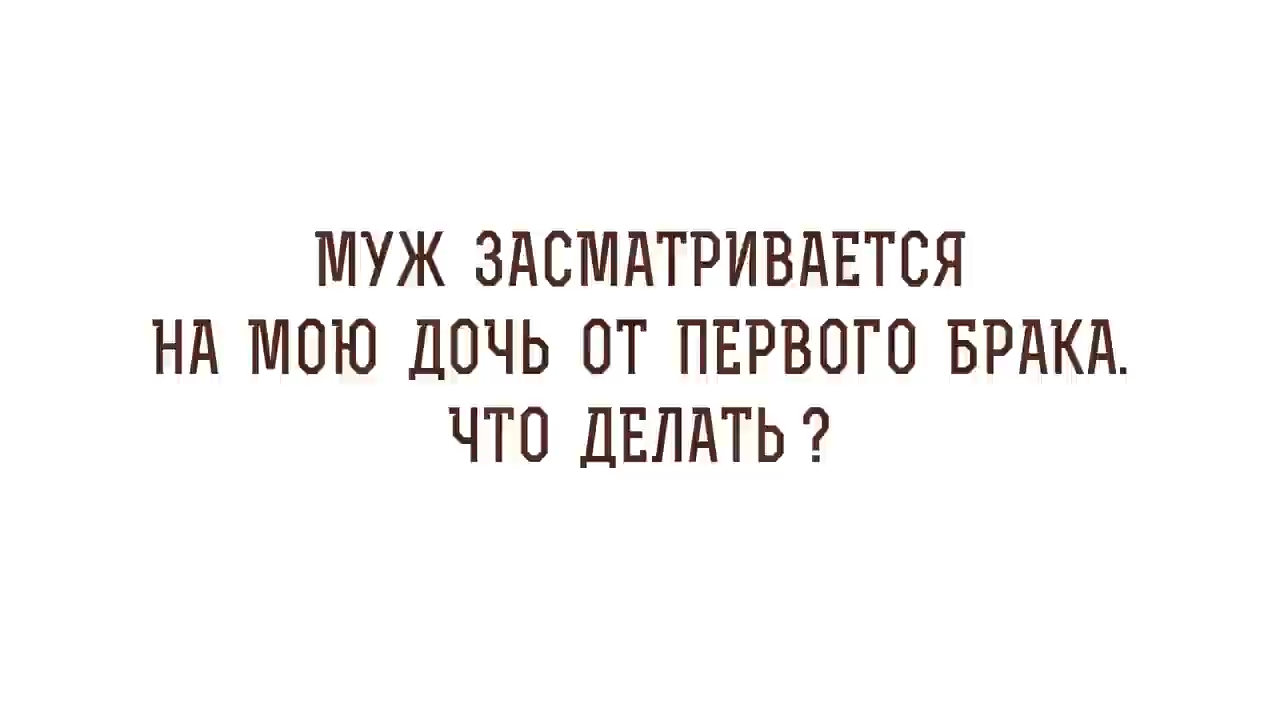 МУЖ ЗАСМАТРИВАЕТСЯ
НА МОЮ ДОЧЬ ОТ ПЕРВОГО БРАКА.
ЧТО ДЕЛАТЬ ?